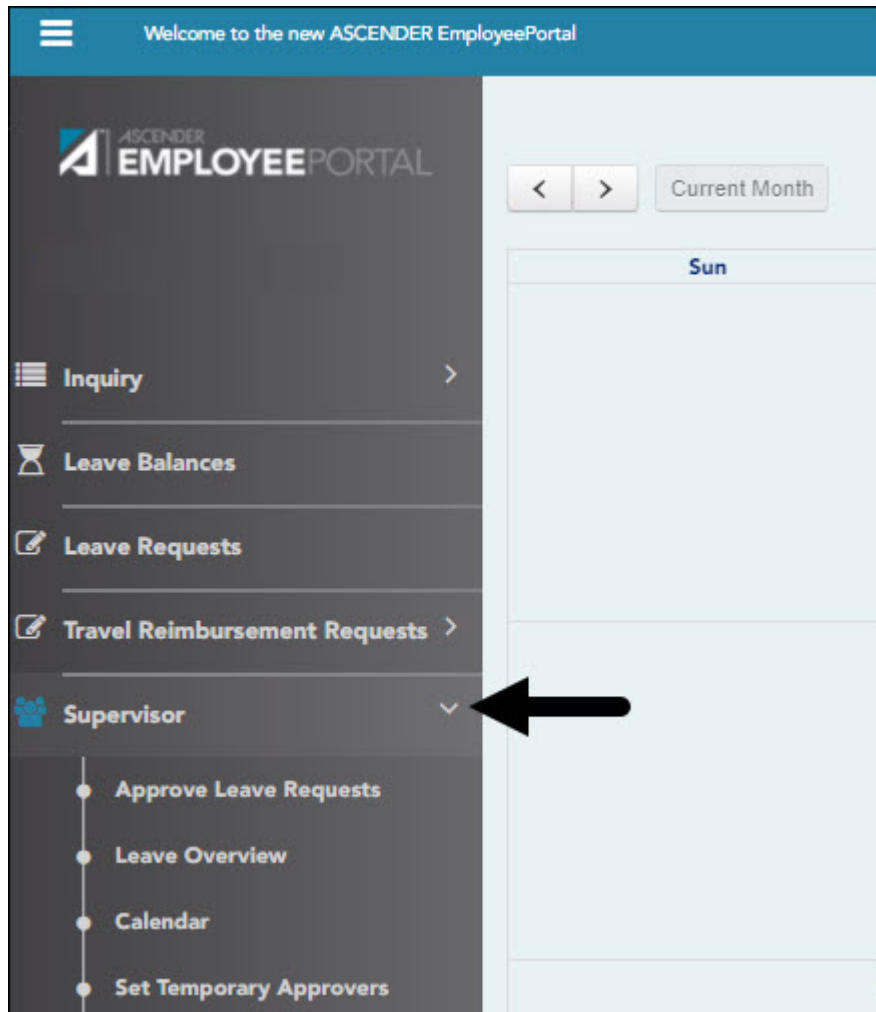 Welcome to the new ASCENDER EmployeePortal
ASCENDER
EMPLOYEEPORTAL
< > Current Month
Sun
Inquiry >
Leave Balances
Leave Requests
Travel Reimbursement Requests >
Supervisor
Approve Leave Requests
Leave Overview
Calendar
Set Temporary Approvers